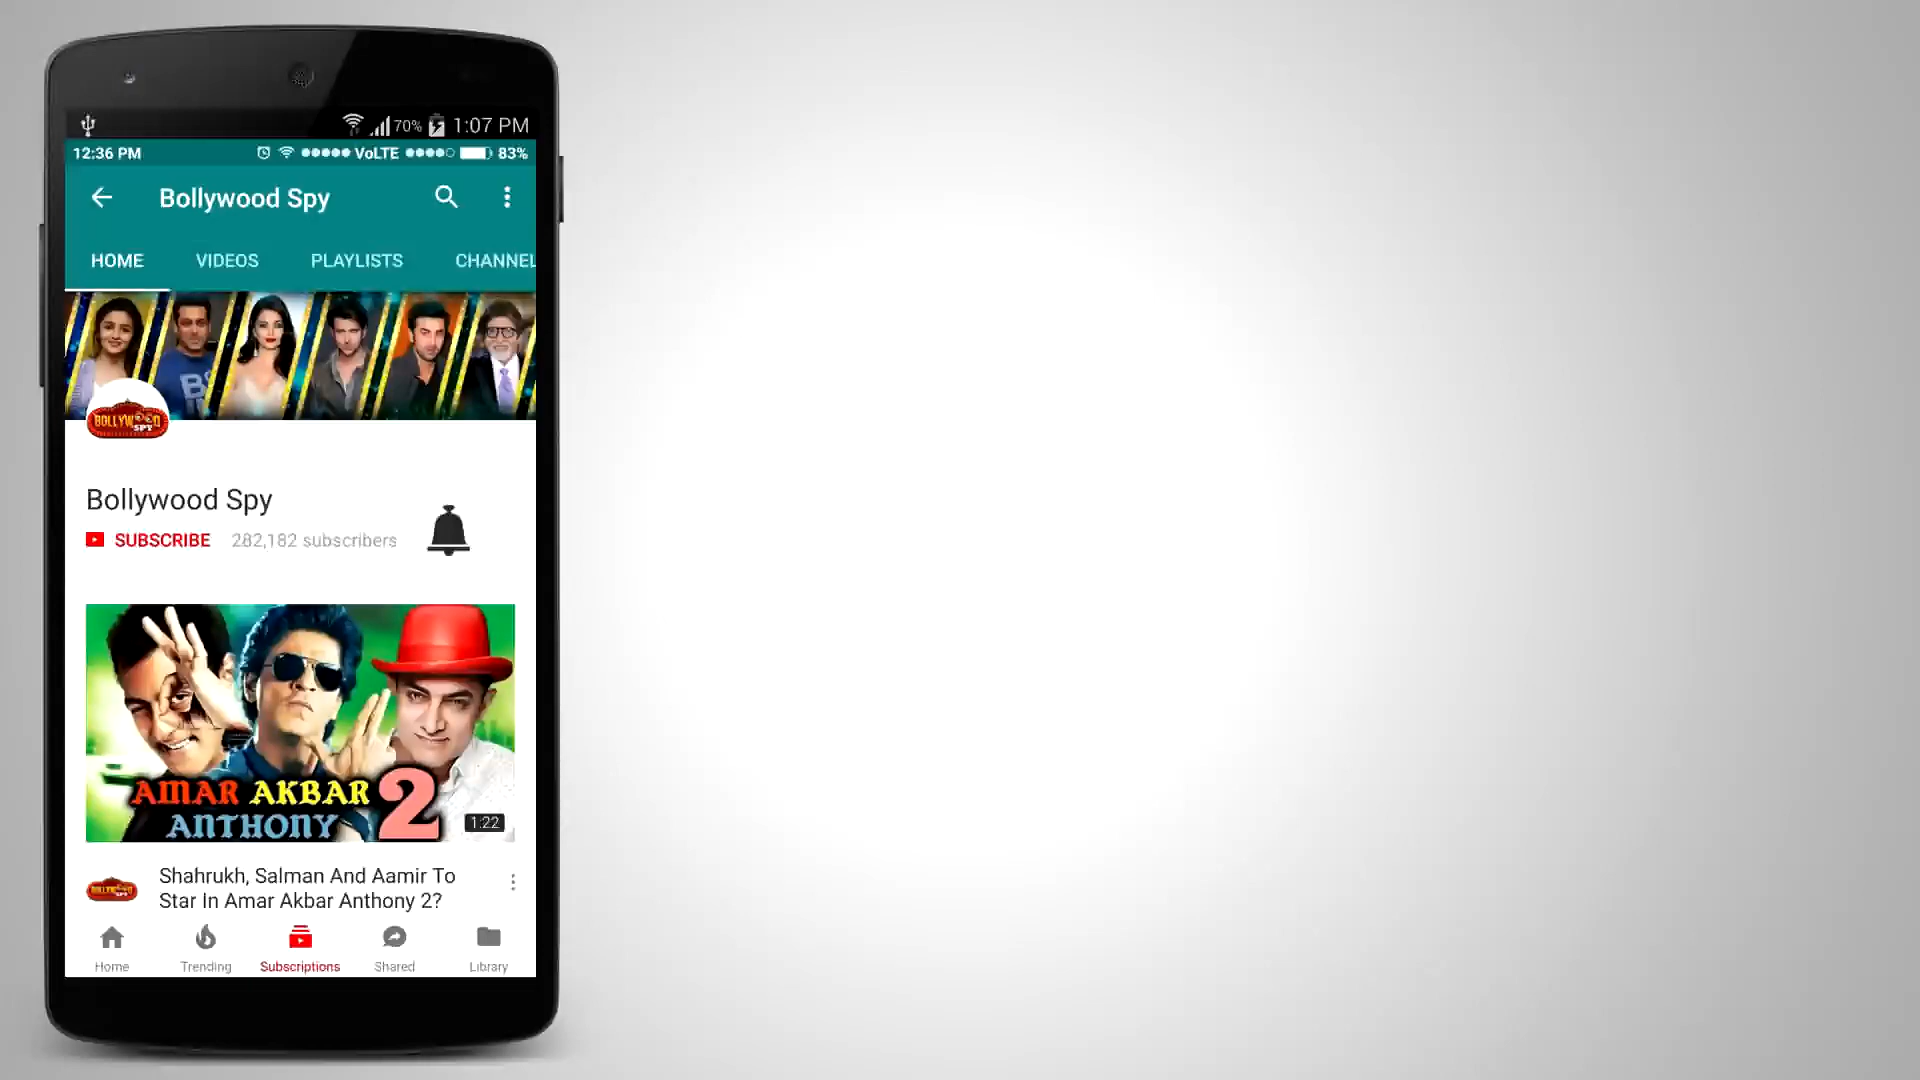 70% 1:07 PM
12:36 PM VoLTE 83%
Bollywood Spy
HOME VIDEOS PLAYLISTS CHANNEL
BOLLYWOOD
SPY
Bollywood Spy
SUBSCRIBE 282,182 subscribers
AMAR AKBAR 2
ANTHONY
1:22
Shahrukh, Salman And Aamir To
Star In Amar Akbar Anthony 2?
Home Trending Subscriptions Shared Library